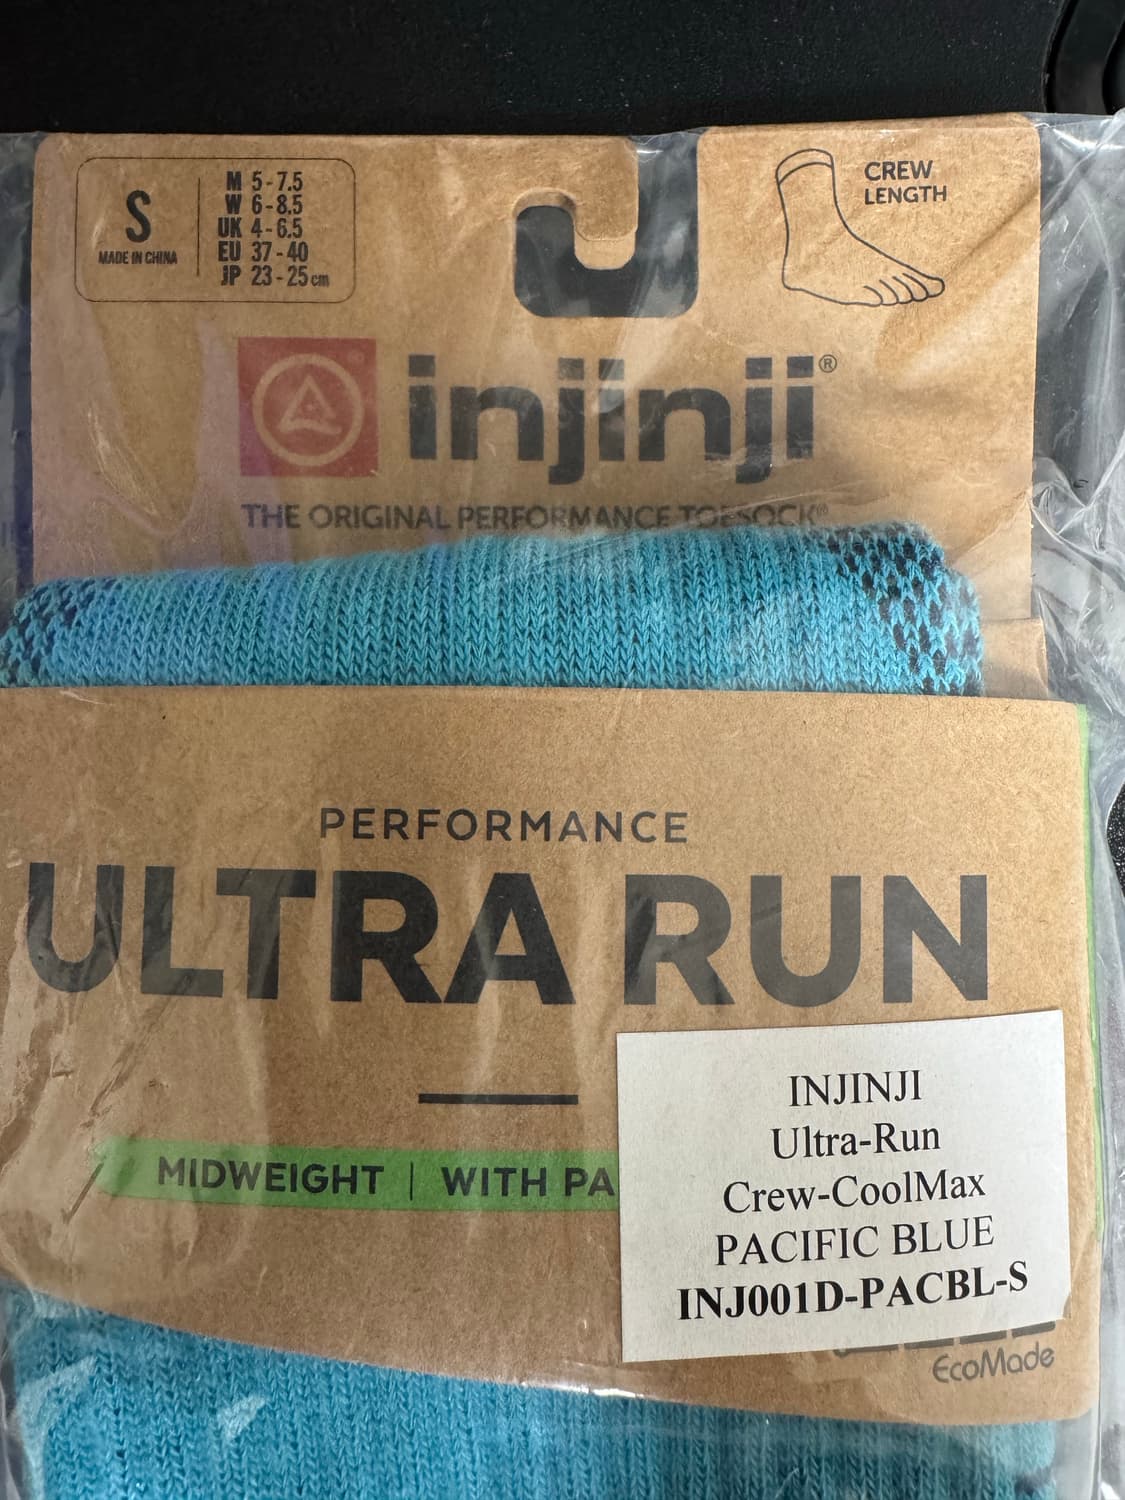 S
MADE IN CHINA
M 5-7.5
W 6-8.5
UK 4-6.5
EU 37-40
JP 23-25cm
CREW
LENGTH
injinji®
THE ORIGINAL PERFORMANCE TOESOCK®
PERFORMANCE
ULTRA RUN
MIDWEIGHT | WITH PA
INJINJI
Ultra-Run
Crew-CoolMax
PACIFIC BLUE
INJ001D-PACBL-S
EcoMade